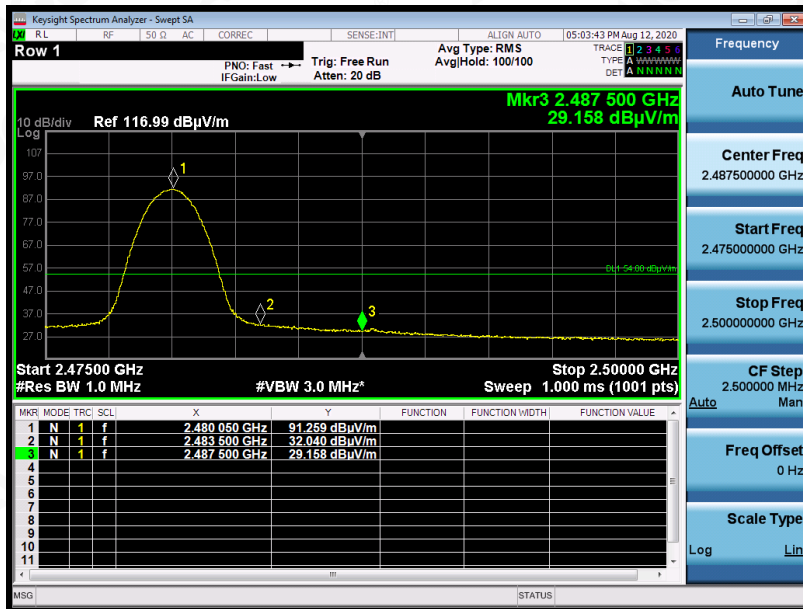 Keysight Spectrum Analyzer - Swept SA
LXI RL RF 50 Ω AC CORREC SENSE:INT ALIGN AUTO 05:03:43 PM Aug 12, 2020
Row 1
PNO: Fast Trig: Free Run Avg Type: RMS TRACE 1 2 3 4 5 6
IFGain:Low Atten: 20 dB Avg|Hold: 100/100 TYPE A WWWWW
DET A N N N N N
Mkr3 2.487 500 GHz
10 dB/div Ref 116.99 dBµV/m 29.158 dBµV/m
Log
107
97.0
87.0
77.0
67.0
57.0
47.0
37.0
27.0
1
2
3
DL1 54.00 dBµV/m
Start 2.47500 GHz Stop 2.50000 GHz
#Res BW 1.0 MHz #VBW 3.0 MHz* Sweep 1.000 ms (1001 pts)
MKR MODE TRC SCL X Y FUNCTION FUNCTION WIDTH FUNCTION VALUE
1 N 1 f 2.480 050 GHz 91.259 dBµV/m
2 N 1 f 2.483 500 GHz 32.040 dBµV/m
3 N 1 f 2.487 500 GHz 29.158 dBµV/m
4
5
6
7
8
9
10
11
MSG STATUS
Frequency
Auto Tune
Center Freq
2.487500000 GHz
Start Freq
2.475000000 GHz
Stop Freq
2.500000000 GHz
CF Step
2.500000 MHz
Auto Man
Freq Offset
0 Hz
Scale Type
Log Lin